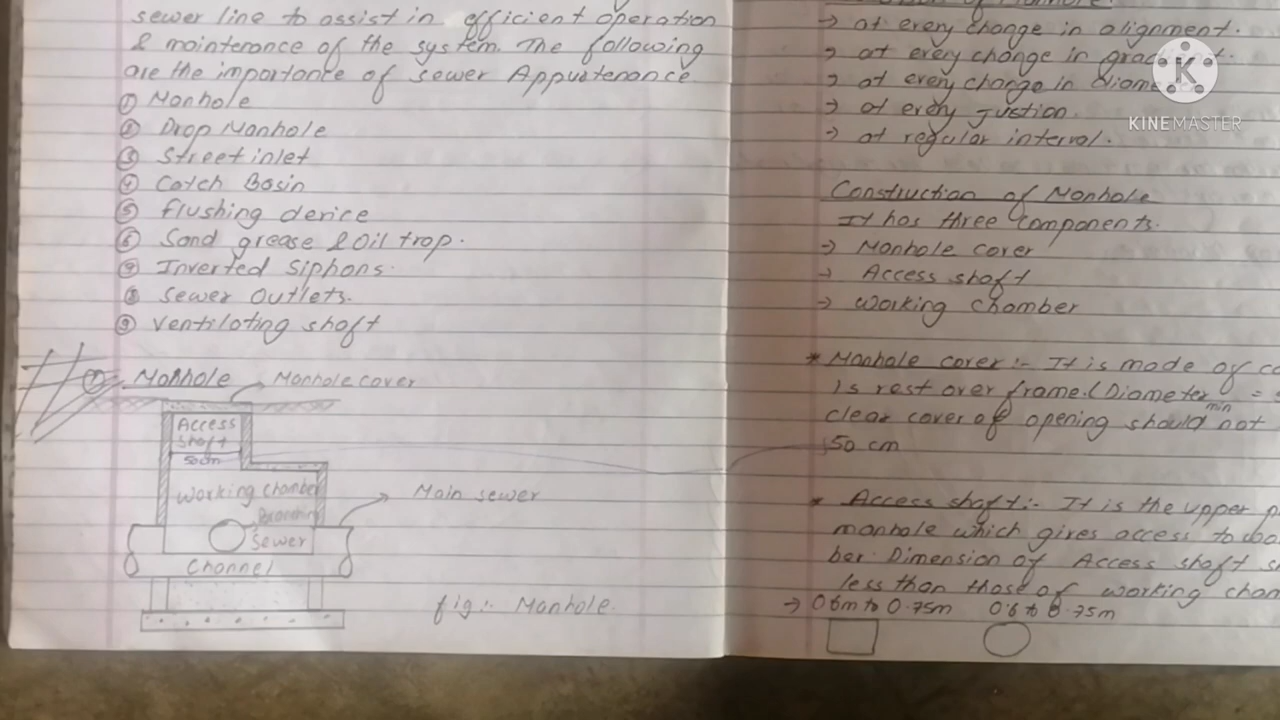 sewer line to assist in efficient operation
& maintenance of the system. The following
are the importance of sewer Appurtenance
① Manhole
② Drop Manhole
③ Street inlet
④ Catch Basin
⑤ flushing device
⑥ Sand grease & Oil trap.
⑦ Inverted Siphons.
⑧ Sewer Outlets.
⑨ ventilating shaft
① Manhole
Manhole cover
Access
shaft
50cm
Working chamber
Branching
sewer
Main sewer
Channel
fig:- Manhole.
→ at every change in alignment.
→ at every change in
→ at every change in
→ at every Justion.
→ at regular interval.
Construction of Manhole
It has three components.
→ Manhole cover
→ Access shaft
→ working chamber
* Manhole cover:- It is made of
is rest over frame. (Diameter =
min
clear cover of opening should not
50 cm
* Access shaft:- It is the upper
manhole which gives access to
ber. Dimension of Access shaft
less than those of working
→ 0.6m to 0.75m 0.6 to 0.75m
KINEMASTER
K